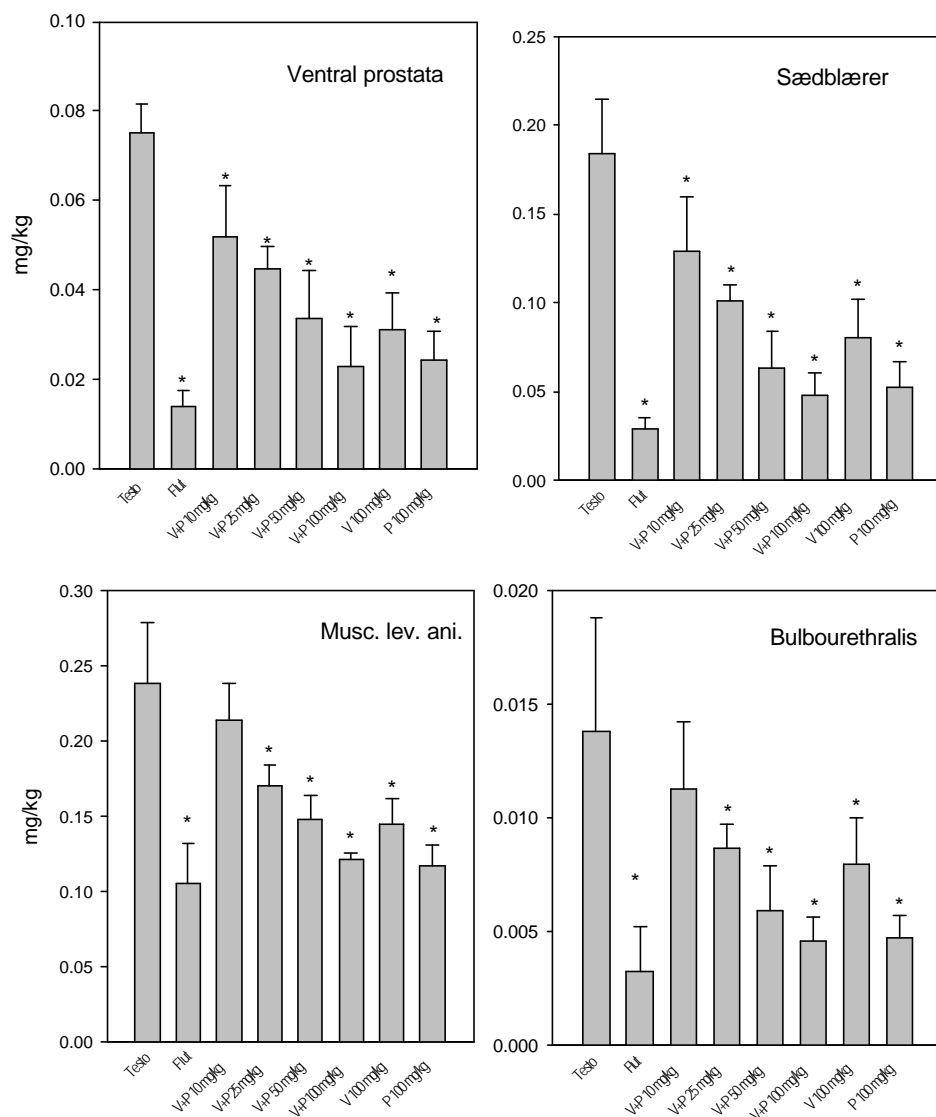 0.10
0.08
0.06
0.04
0.02
0.00
mg/kg
Ventral prostata
*
*
*
*
*
*
*
Testo
Flut
V+P 10 mg/kg
V+P 25 mg/kg
V+P 50 mg/kg
V+P 100 mg/kg
V 100 mg/kg
P 100 mg/kg
0.25
0.20
0.15
0.10
0.05
0.00
Sædblærer
*
*
*
*
*
*
*
Testo
Flut
V+P 10 mg/kg
V+P 25 mg/kg
V+P 50 mg/kg
V+P 100 mg/kg
V 100 mg/kg
P 100 mg/kg
0.30
0.25
0.20
0.15
0.10
0.05
0.00
mg/kg
Musc. lev. ani.
*
*
*
*
*
*
Testo
Flut
V+P 10 mg/kg
V+P 25 mg/kg
V+P 50 mg/kg
V+P 100 mg/kg
V 100 mg/kg
P 100 mg/kg
0.020
0.015
0.010
0.005
0.000
Bulbourethralis
*
*
*
*
*
*
Testo
Flut
V+P 10 mg/kg
V+P 25 mg/kg
V+P 50 mg/kg
V+P 100 mg/kg
V 100 mg/kg
P 100 mg/kg